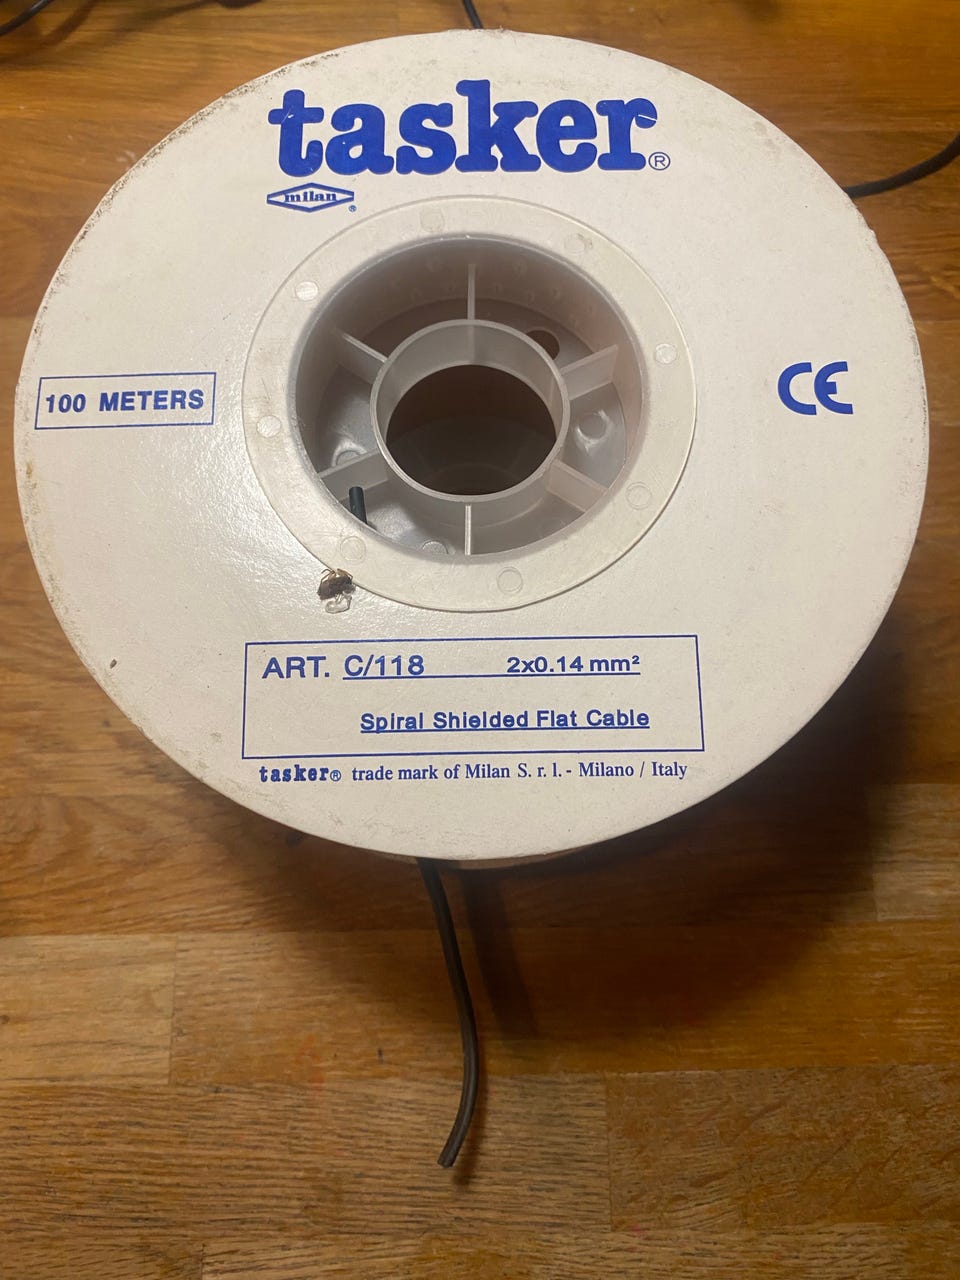 tasker®
milan ®
100 METERS
CE
ART. C/118 2x0.14 mm²
Spiral Shielded Flat Cable
tasker® trade mark of Milan S. r. l. - Milano / Italy